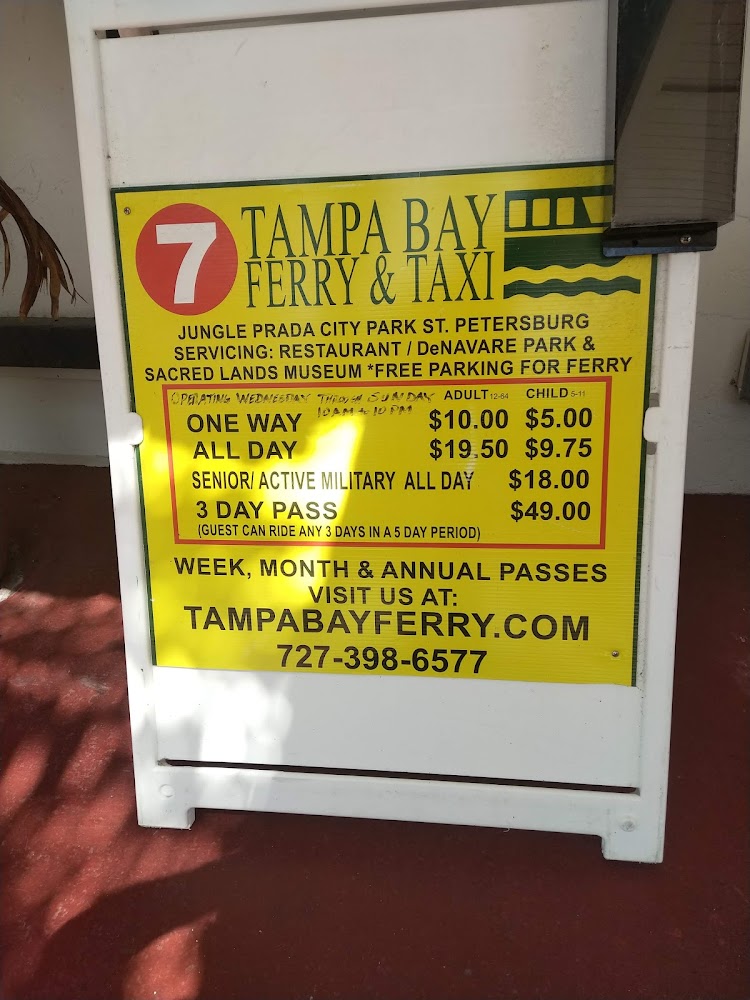 7
TAMPA BAY
FERRY & TAXI
JUNGLE PRADA CITY PARK ST. PETERSBURG
SERVICING: RESTAURANT / DeNAVARE PARK &
SACRED LANDS MUSEUM *FREE PARKING FOR FERRY
OPERATING WEDNESDAY THROUGH SUNDAY ADULT 12-64 CHILD 5-11
10AM to 10PM
ONE WAY $10.00 $5.00
ALL DAY $19.50 $9.75
SENIOR/ ACTIVE MILITARY ALL DAY $18.00
3 DAY PASS $49.00
(GUEST CAN RIDE ANY 3 DAYS IN A 5 DAY PERIOD)
WEEK, MONTH & ANNUAL PASSES
VISIT US AT:
TAMPABAYFERRY.COM
727-398-6577